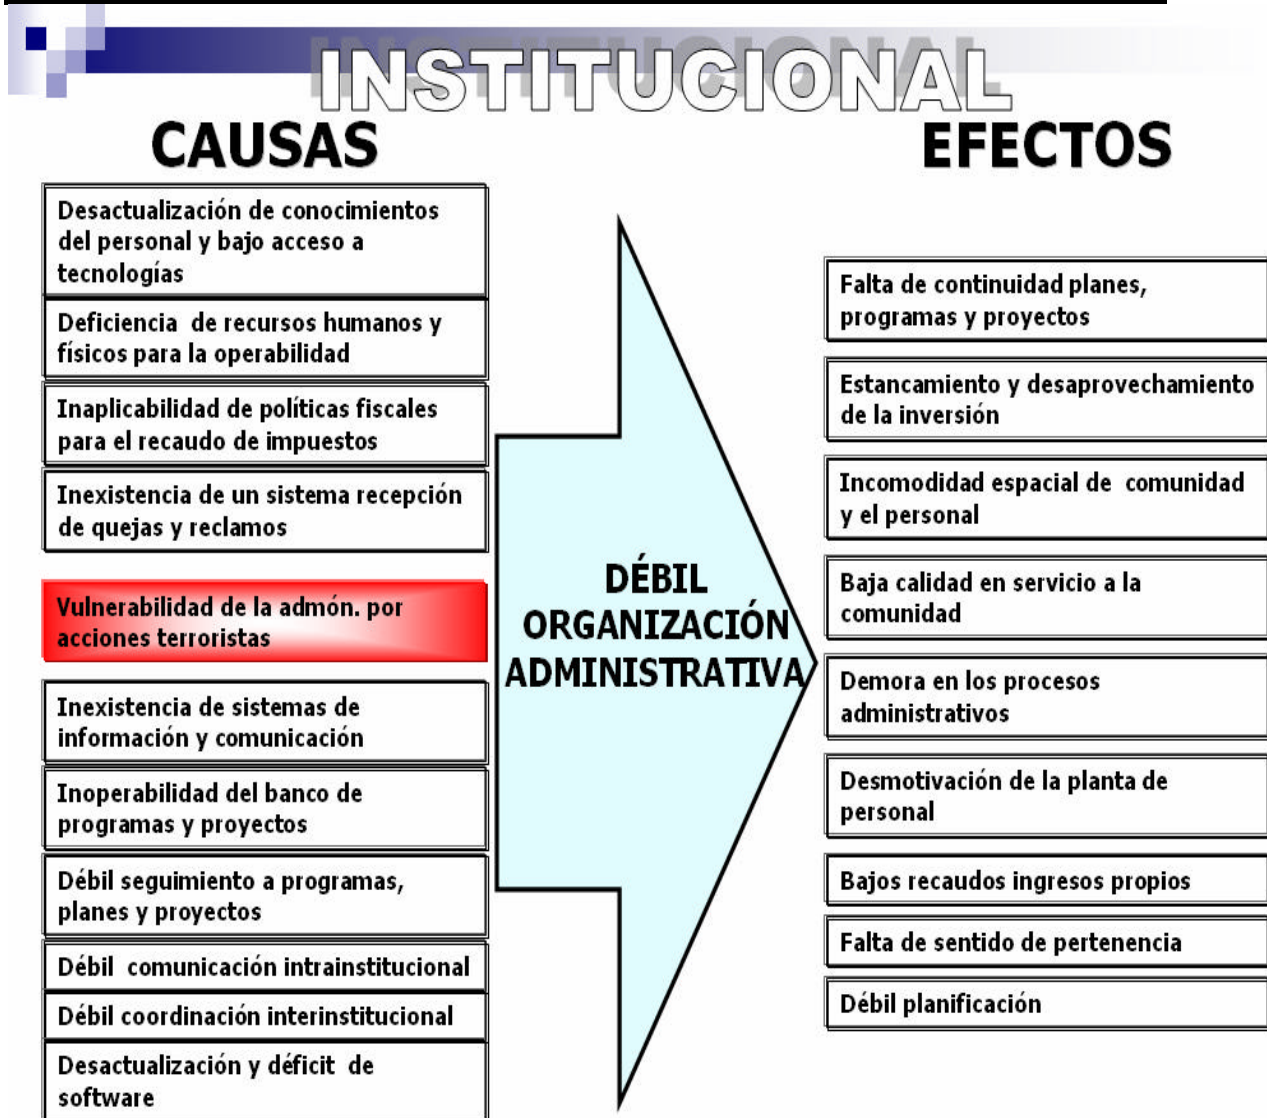 INSTITUCIONAL
CAUSAS
Desactualización de conocimientos
del personal y bajo acceso a
tecnologías
Deficiencia de recursos humanos y
físicos para la operabilidad
Inaplicabilidad de políticas fiscales
para el recaudo de impuestos
Inexistencia de un sistema recepción
de quejas y reclamos
Vulnerabilidad de la admón. por
acciones terroristas
Inexistencia de sistemas de
información y comunicación
Inoperabilidad del banco de
programas y proyectos
Débil seguimiento a programas,
planes y proyectos
Débil comunicación intrainstitucional
Débil coordinación interinstitucional
Desactualización y déficit de
software
DÉBIL
ORGANIZACIÓN
ADMINISTRATIVA
EFECTOS
Falta de continuidad planes,
programas y proyectos
Estancamiento y desaprovechamiento
de la inversión
Incomodidad espacial de comunidad
y el personal
Baja calidad en servicio a la
comunidad
Demora en los procesos
administrativos
Desmotivación de la planta de
personal
Bajos recaudos ingresos propios
Falta de sentido de pertenencia
Débil planificación